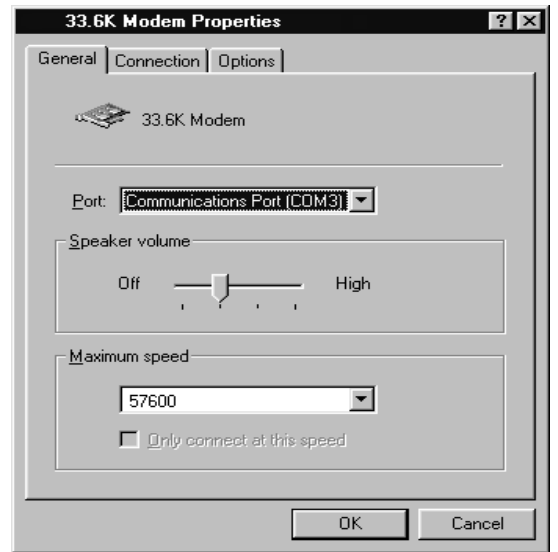 33.6K Modem Properties ? X
General Connection Options
33.6K Modem
Port: Communications Port (COM3)
Speaker volume
Off High
Maximum speed
57600
Only connect at this speed
OK Cancel